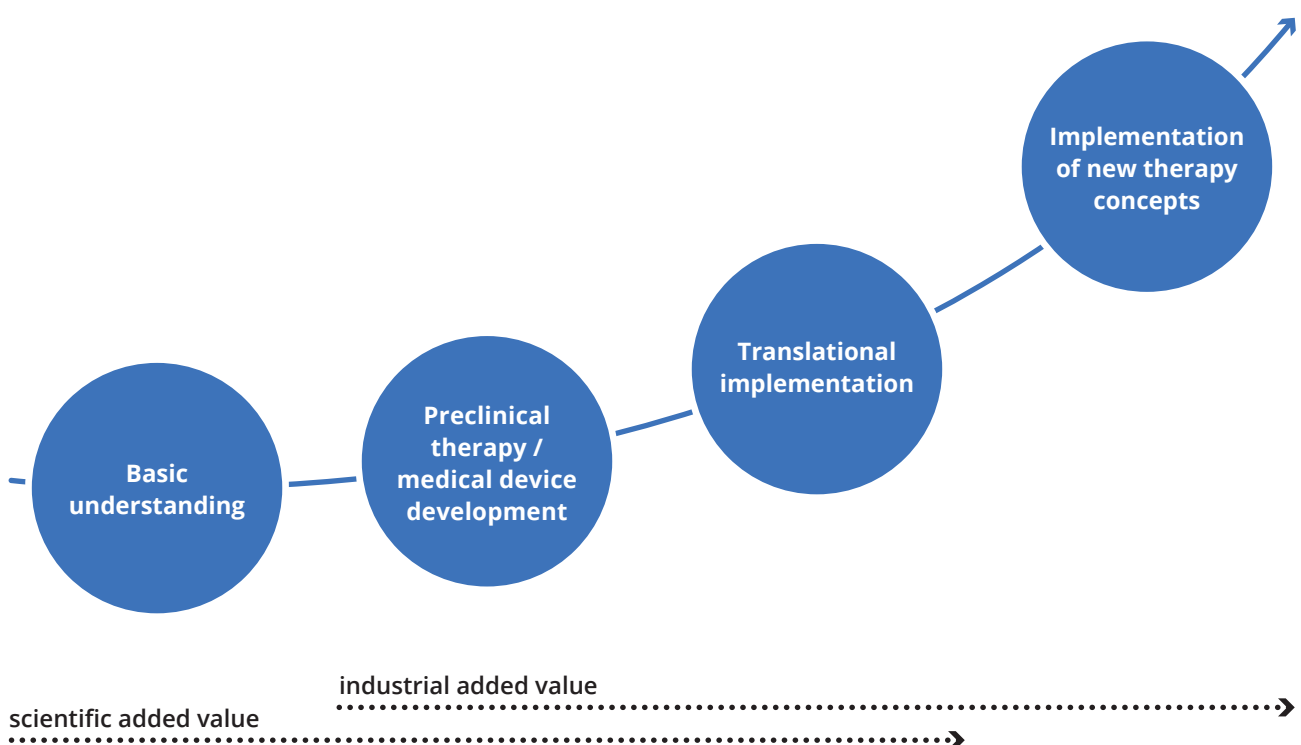 Basic
understanding
Preclinical
therapy /
medical device
development
Translational
implementation
Implementation
of new therapy
concepts
industrial added value
scientific added value